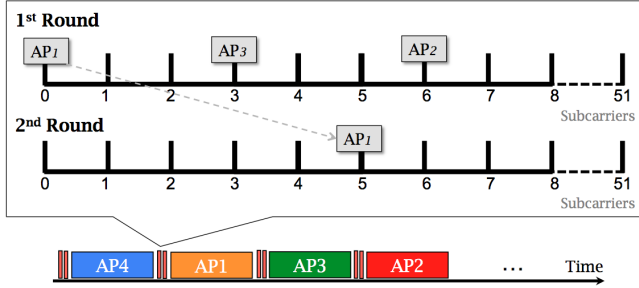 1st Round
AP1 AP3 AP2
0 1 2 3 4 5 6 7 8 51
Subcarriers
2nd Round
AP1
0 1 2 3 4 5 6 7 8 51
Subcarriers
AP4 AP1 AP3 AP2 ... Time